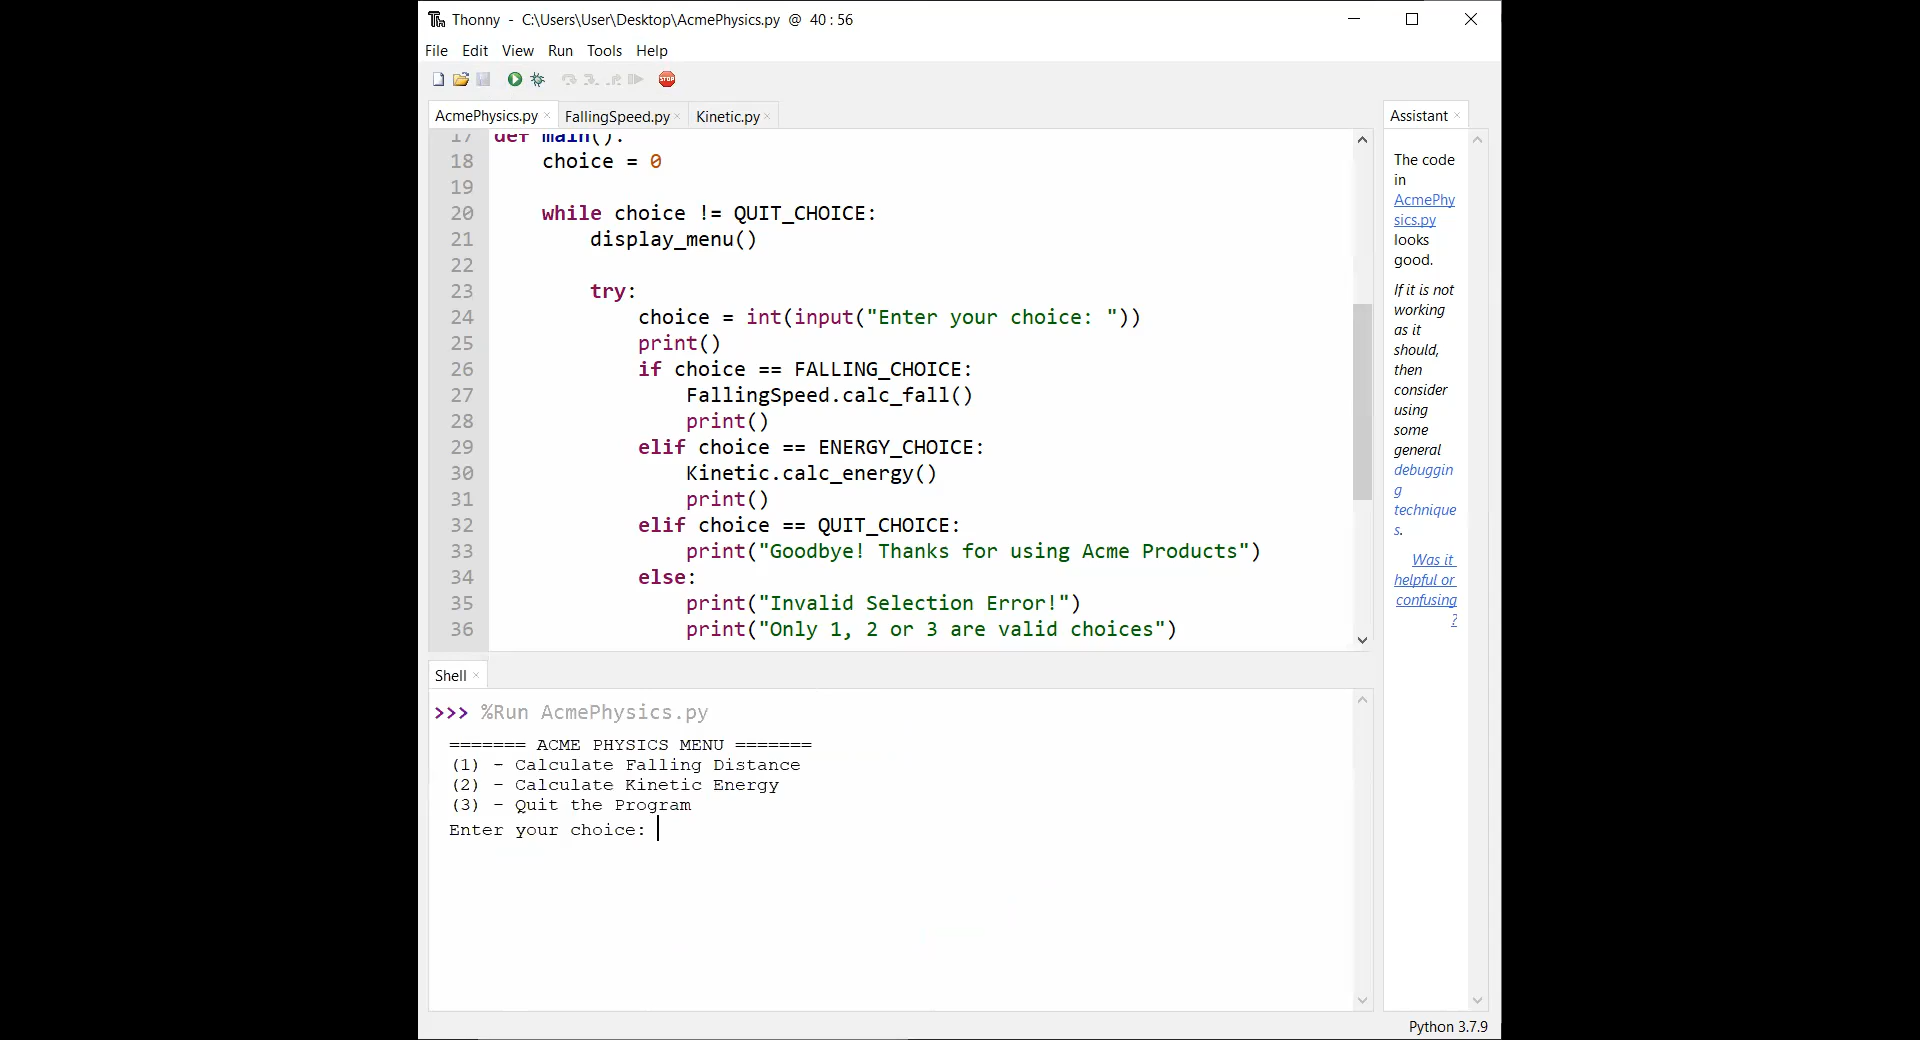 Thonny - C:\Users\User\Desktop\AcmePhysics.py @ 40 : 56
File Edit View Run Tools Help
STOP
AcmePhysics.py × FallingSpeed.py × Kinetic.py ×
17 def main():
18 choice = 0
19
20 while choice != QUIT_CHOICE:
21 display_menu()
22
23 try:
24 choice = int(input("Enter your choice: "))
25 print()
26 if choice == FALLING_CHOICE:
27 FallingSpeed.calc_fall()
28 print()
29 elif choice == ENERGY_CHOICE:
30 Kinetic.calc_energy()
31 print()
32 elif choice == QUIT_CHOICE:
33 print("Goodbye! Thanks for using Acme Products")
34 else:
35 print("Invalid Selection Error!")
36 print("Only 1, 2 or 3 are valid choices")
Shell ×
>>> %Run AcmePhysics.py
======= ACME PHYSICS MENU =======
(1) - Calculate Falling Distance
(2) - Calculate Kinetic Energy
(3) - Quit the Program
Enter your choice:
Assistant ×
The code
in
AcmePhy
sics.py
looks
good.
If it is not
working
as it
should,
then
consider
using
some
general
debuggin
g
technique
s.
Was it
helpful or
confusing
?
Python 3.7.9